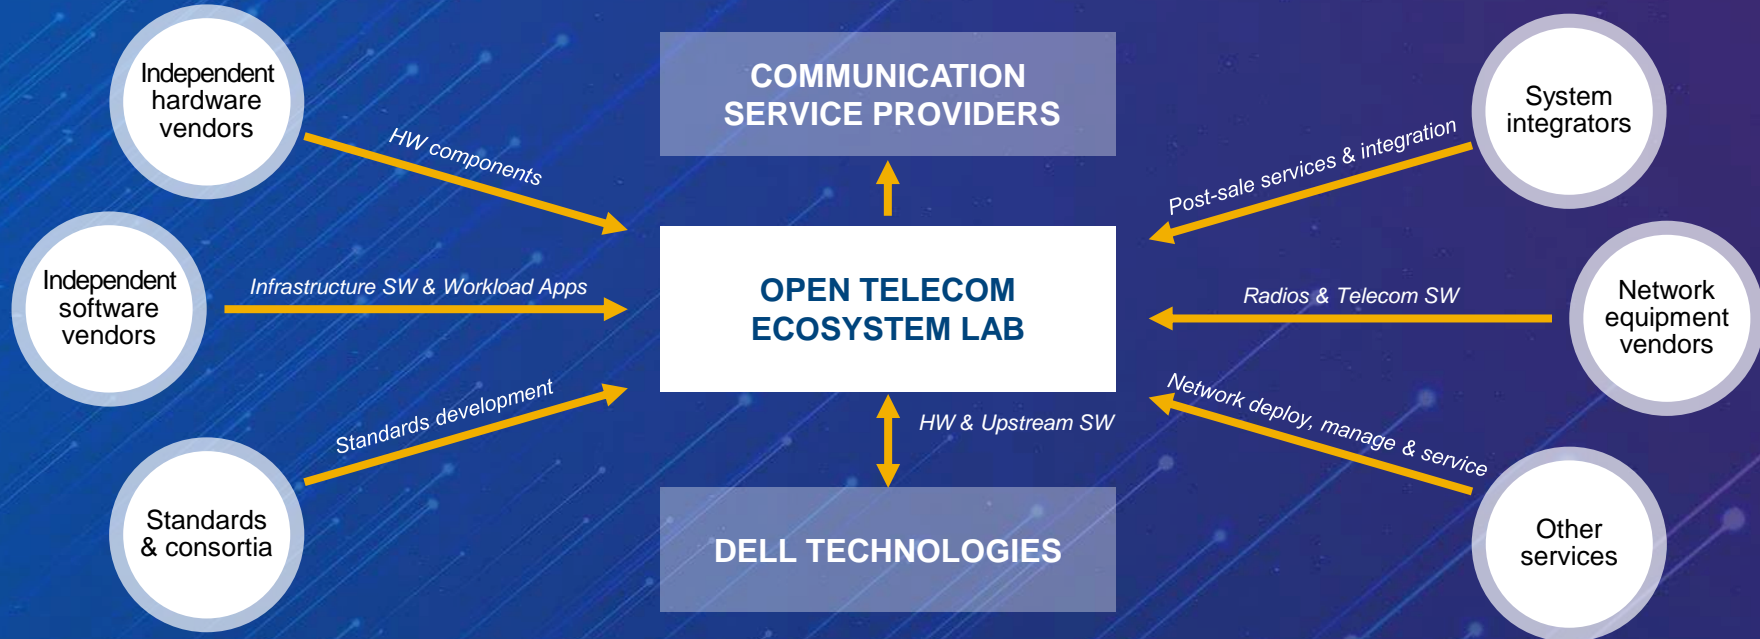 Independent
hardware
vendors
HW components
Independent
software
vendors
Infrastructure SW & Workload Apps
Standards
& consortia
Standards development
COMMUNICATION
SERVICE PROVIDERS
OPEN TELECOM
ECOSYSTEM LAB
HW & Upstream SW
DELL TECHNOLOGIES
System
integrators
Post-sale services & integration
Network
equipment
vendors
Radios & Telecom SW
Other
services
Network deploy, manage & service